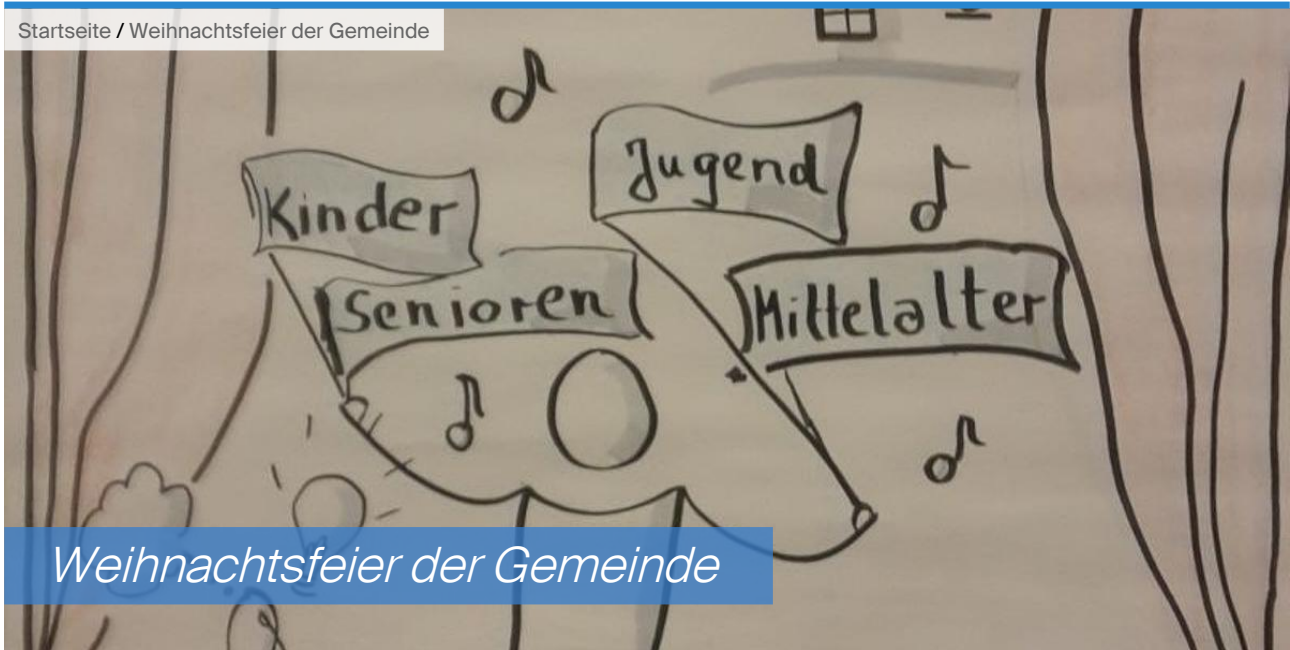 Startseite / Weihnachtsfeier der Gemeinde
Kinder
Jugend
Senioren
Mittelalter
Weihnachtsfeier der Gemeinde